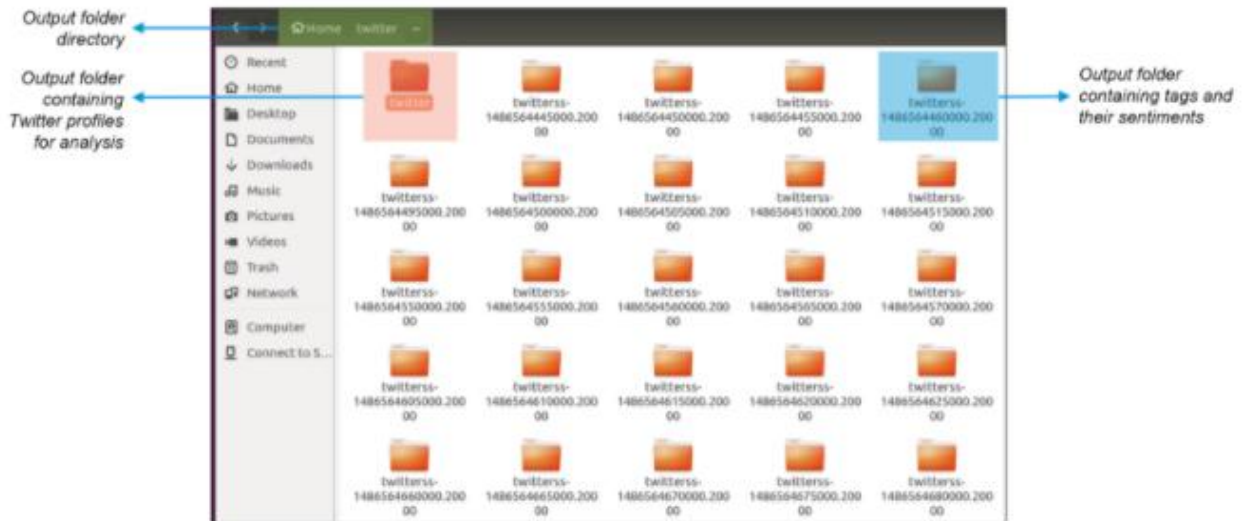 Output folder
directory
Output folder
containing
Twitter profiles
for analysis
Home twitter
Recent
Home
Desktop
Documents
Downloads
Music
Pictures
Videos
Trash
Network
Computer
Connect to S...
twitter
twitterss-
1486564445000.200
00
twitterss-
1486564450000.200
00
twitterss-
1486564455000.200
00
twitterss-
1486564460000.200
00
twitterss-
1486564495000.200
00
twitterss-
1486564500000.200
00
twitterss-
1486564505000.200
00
twitterss-
1486564510000.200
00
twitterss-
1486564515000.200
00
twitterss-
1486564550000.200
00
twitterss-
1486564555000.200
00
twitterss-
1486564560000.200
00
twitterss-
1486564565000.200
00
twitterss-
1486564570000.200
00
twitterss-
1486564605000.200
00
twitterss-
1486564610000.200
00
twitterss-
1486564615000.200
00
twitterss-
1486564620000.200
00
twitterss-
1486564625000.200
00
twitterss-
1486564660000.200
00
twitterss-
1486564665000.200
00
twitterss-
1486564670000.200
00
twitterss-
1486564675000.200
00
twitterss-
1486564680000.200
00
Output folder
containing tags and
their sentiments